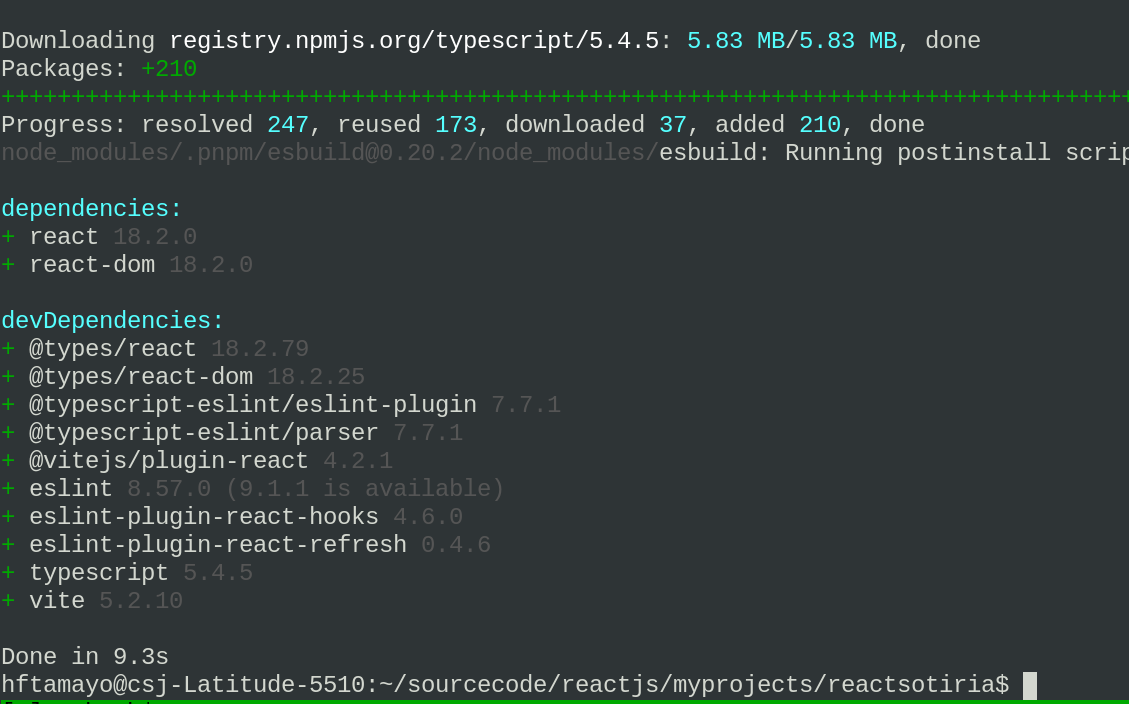 Downloading registry.npmjs.org/typescript/5.4.5: 5.83 MB/5.83 MB, done
Packages: +210
+++++++++++++++++++++++++++++++++++++++++++++++++++++++++++++++++++++++++++++++++
Progress: resolved 247, reused 173, downloaded 37, added 210, done
node_modules/.pnpm/esbuild@0.20.2/node_modules/esbuild: Running postinstall scrip
dependencies:
+ react 18.2.0
+ react-dom 18.2.0
devDependencies:
+ @types/react 18.2.79
+ @types/react-dom 18.2.25
+ @typescript-eslint/eslint-plugin 7.7.1
+ @typescript-eslint/parser 7.7.1
+ @vitejs/plugin-react 4.2.1
+ eslint 8.57.0 (9.1.1 is available)
+ eslint-plugin-react-hooks 4.6.0
+ eslint-plugin-react-refresh 0.4.6
+ typescript 5.4.5
+ vite 5.2.10
Done in 9.3s
hftamayo@csj-Latitude-5510:~/sourcecode/reactjs/myprojects/reactsotiria$